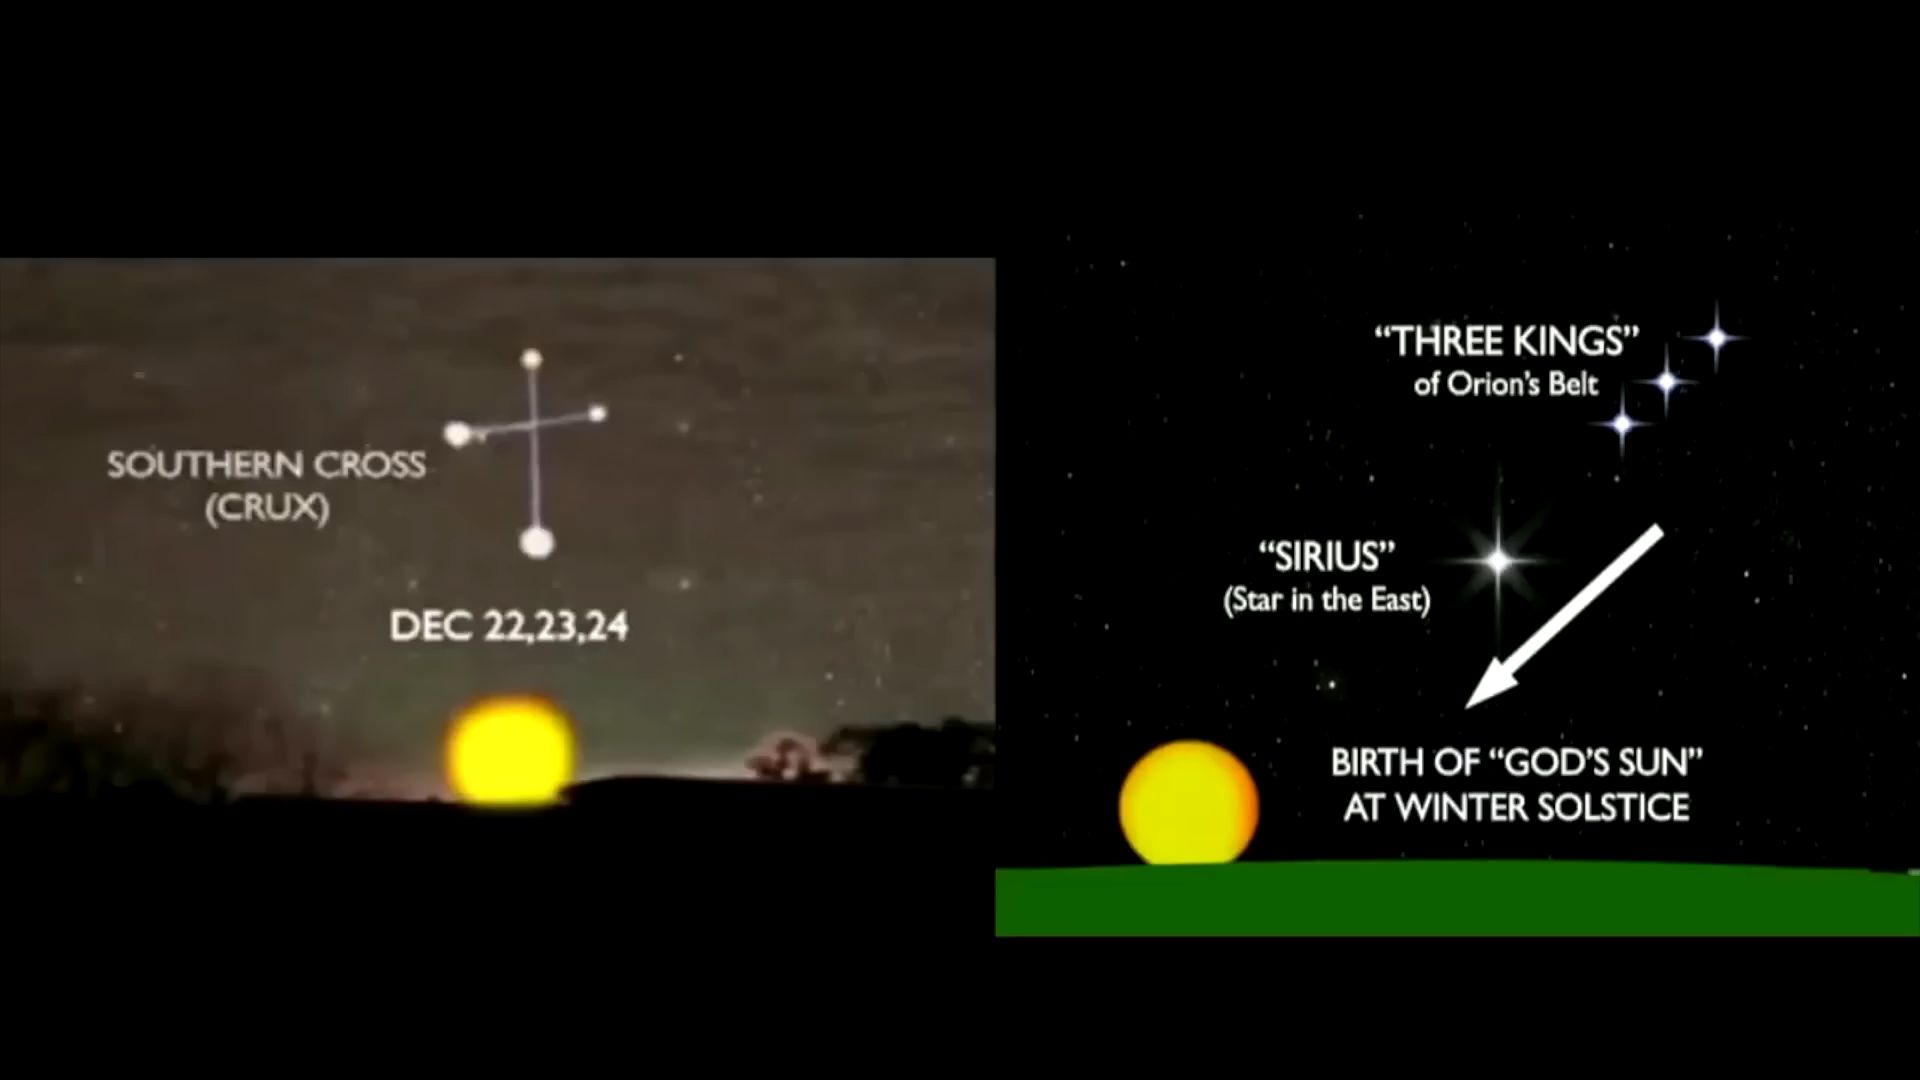 SOUTHERN CROSS
(CRUX)
DEC 22,23,24
“THREE KINGS”
of Orion’s Belt
“SIRIUS”
(Star in the East)
BIRTH OF “GOD’S SUN”
AT WINTER SOLSTICE